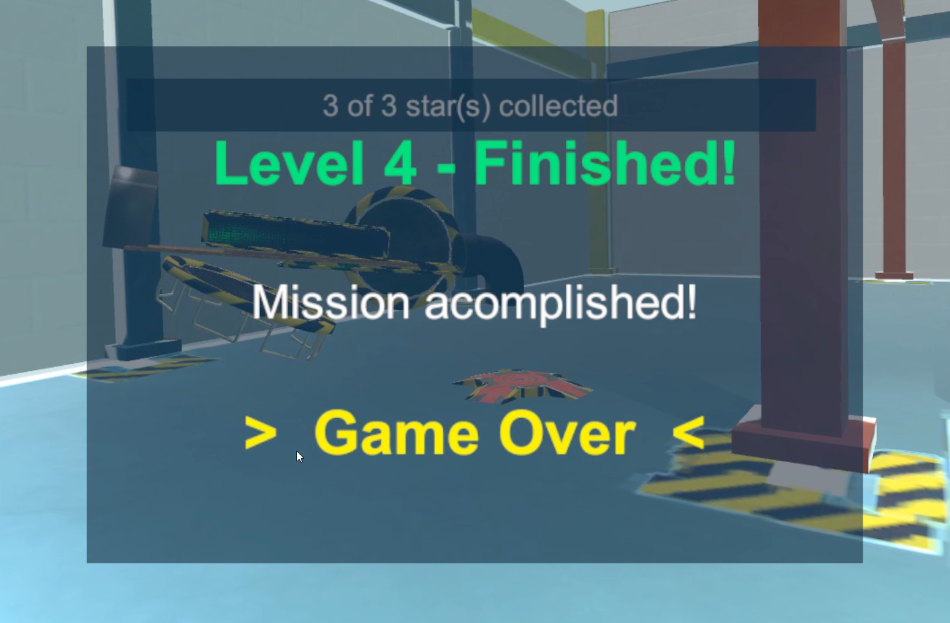 3 of 3 star(s) collected
Level 4 - Finished!
Mission acomplished!
> Game Over <